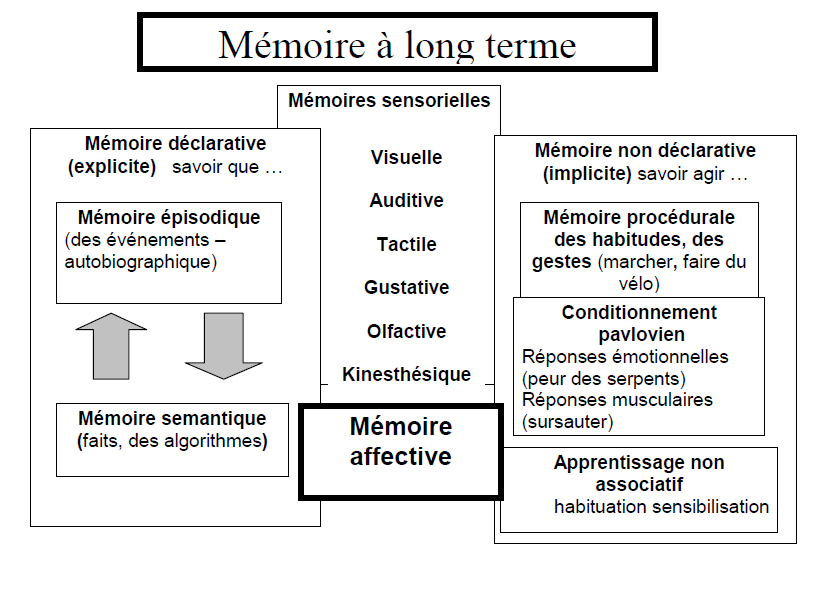 Mémoire à long terme
Mémoires sensorielles
Mémoire déclarative
(explicite) savoir que …
Mémoire épisodique
(des événements –
autobiographique)
Mémoire semantique
(faits, des algorithmes)
Visuelle
Auditive
Tactile
Gustative
Olfactive
Kinesthésique
Mémoire
affective
Mémoire non déclarative
(implicite) savoir agir …
Mémoire procédurale
des habitudes, des
gestes (marcher, faire du
vélo)
Conditionnement
pavlovien
Réponses émotionnelles
(peur des serpents)
Réponses musculaires
(sursauter)
Apprentissage non
associatif
habituation sensibilisation